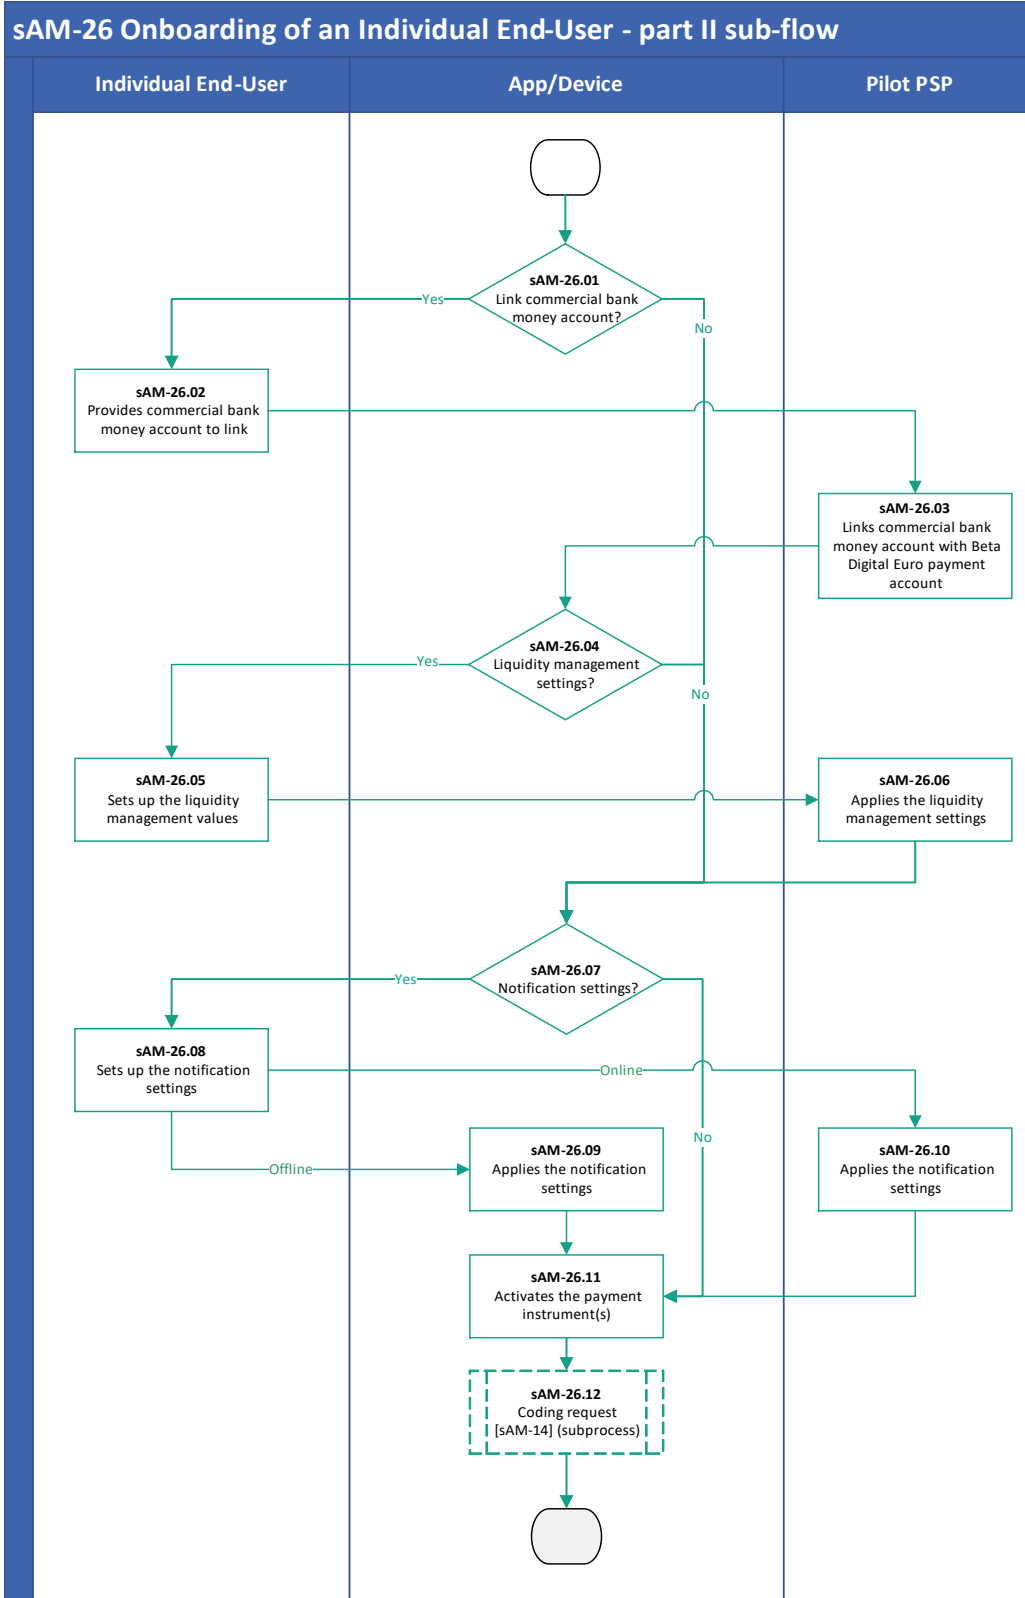 sAM-26 Onboarding of an Individual End-User - part II sub-flow
Individual End-User
App/Device
Pilot PSP
sAM-26.01
Link commercial bank
money account?
Yes
No
sAM-26.02
Provides commercial bank
money account to link
sAM-26.03
Links commercial bank
money account with Beta
Digital Euro payment
account
sAM-26.04
Liquidity management
settings?
Yes
No
sAM-26.05
Sets up the liquidity
management values
sAM-26.06
Applies the liquidity
management settings
sAM-26.07
Notification settings?
Yes
sAM-26.08
Sets up the notification
settings
Online
No
Offline
sAM-26.09
Applies the notification
settings
sAM-26.10
Applies the notification
settings
sAM-26.11
Activates the payment
instrument(s)
sAM-26.12
Coding request
[sAM-14] (subprocess)